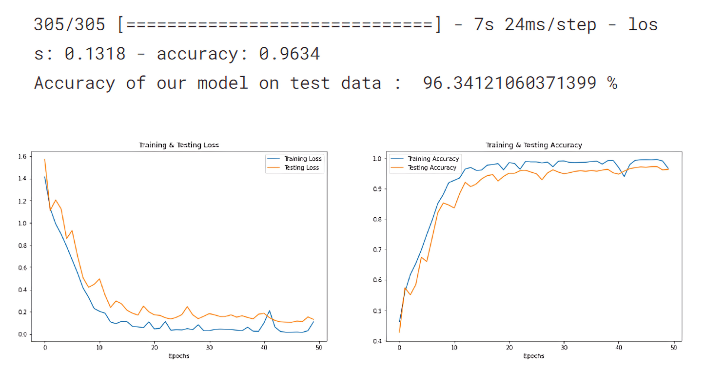 305/305 [==============================] - 7s 24ms/step - los
s: 0.1318 - accuracy: 0.9634
Accuracy of our model on test data :  96.34121060371399 %
Training & Testing Loss
Training Loss
Testing Loss
1.6
1.4
1.2
1.0
0.8
0.6
0.4
0.2
0.0
0 10 20 30 40 50
Epochs
Training & Testing Accuracy
Training Accuracy
Testing Accuracy
1.0
0.9
0.8
0.7
0.6
0.5
0.4
0 10 20 30 40 50
Epochs